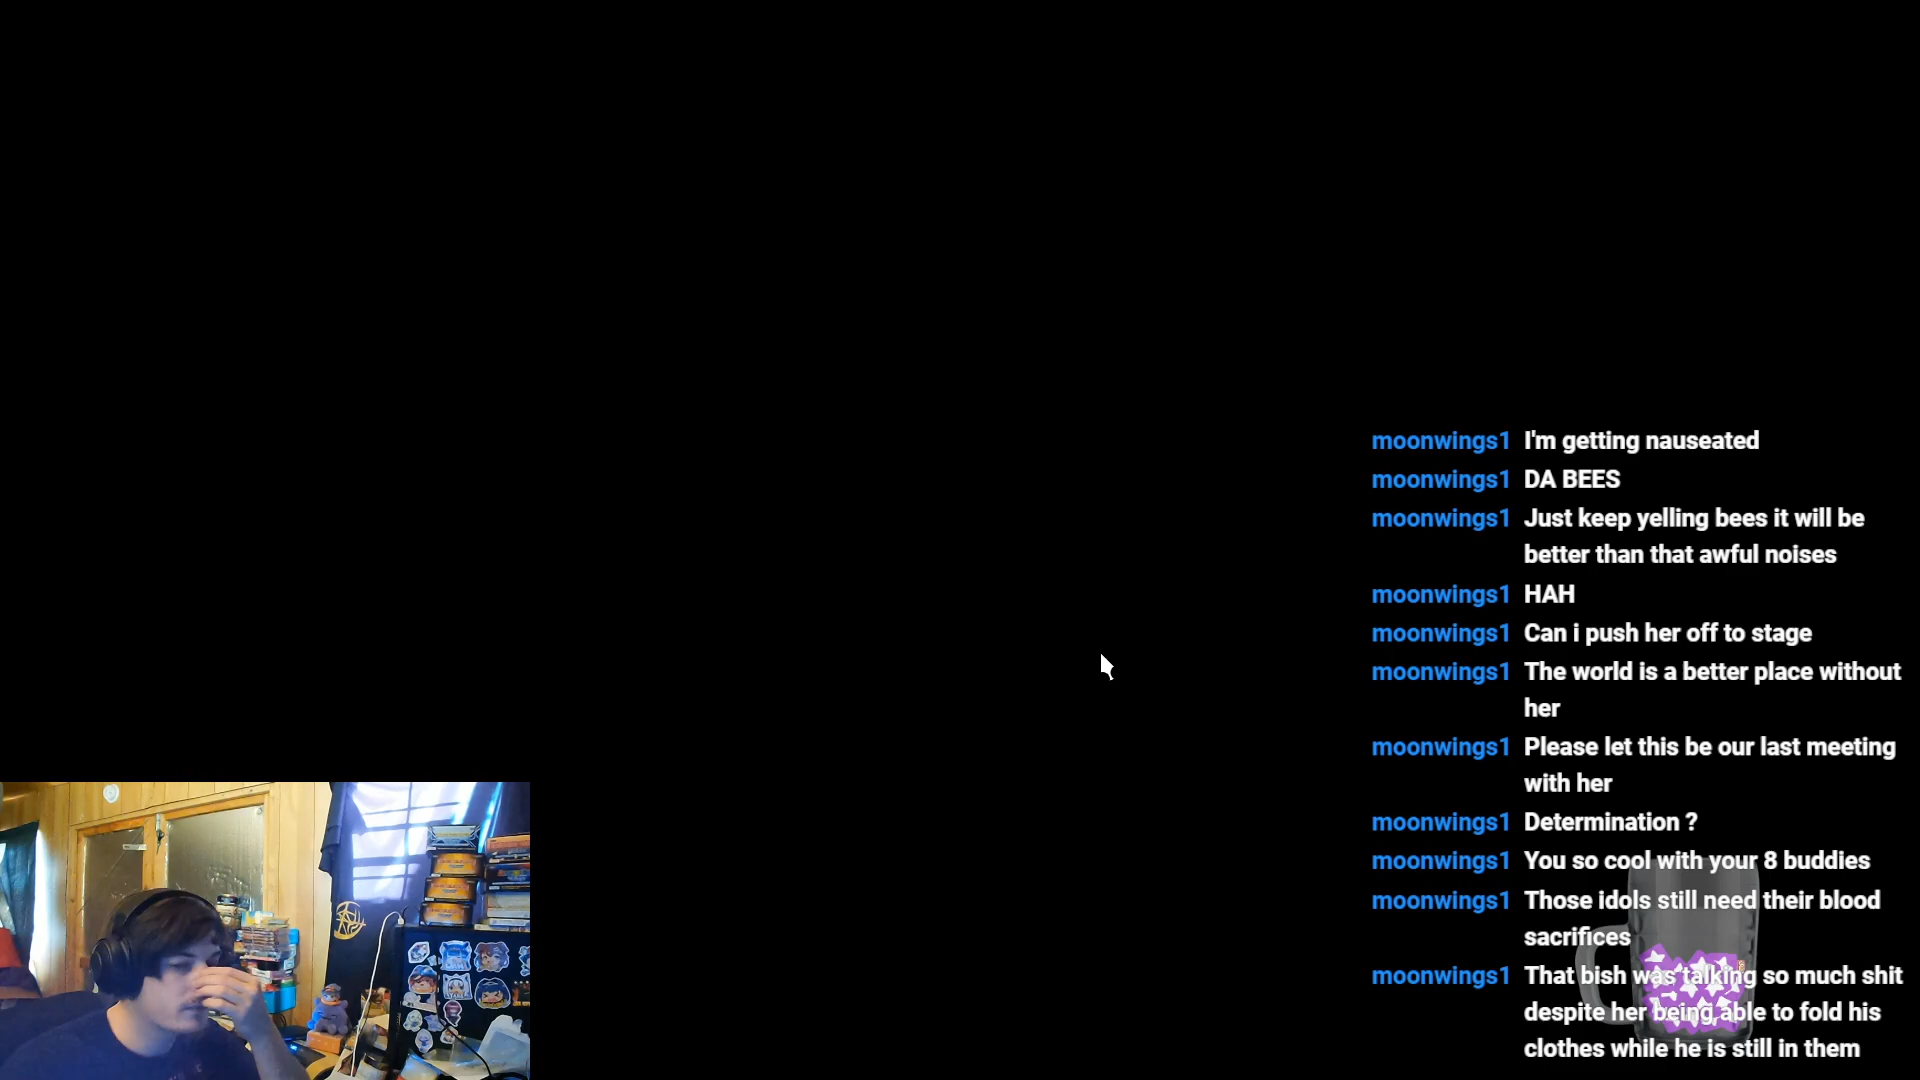 moonwings1 I'm getting nauseated
moonwings1 DA BEES
moonwings1 Just keep yelling bees it will be
better than that awful noises
moonwings1 HAH
moonwings1 Can i push her off to stage
moonwings1 The world is a better place without
her
moonwings1 Please let this be our last meeting
with her
moonwings1 Determination ?
moonwings1 You so cool with your 8 buddies
moonwings1 Those idols still need their blood
sacrifices
moonwings1 That bish was talking so much shit
despite her being able to fold his
clothes while he is still in them